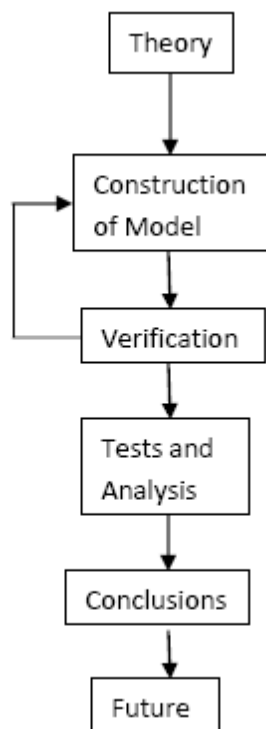 Theory
Construction
of Model
Verification
Tests and
Analysis
Conclusions
Future